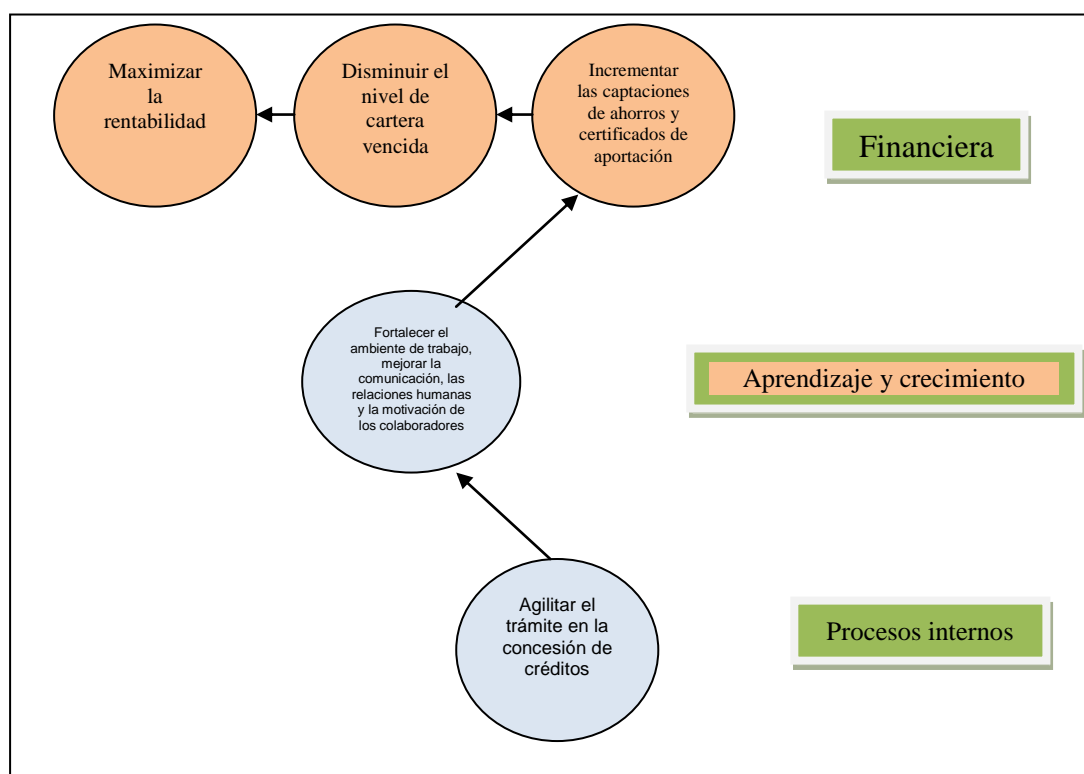 Maximizar
la
rentabilidad
Disminuir el
nivel de
cartera
vencida
Incrementar
las captaciones
de ahorros y
certificados de
aportación
Financiera
Fortalecer el
ambiente de trabajo,
mejorar la
comunicación, las
relaciones humanas
y la motivación de
los colaboradores
Aprendizaje y crecimiento
Agilitar el
trámite en la
concesión de
créditos
Procesos internos